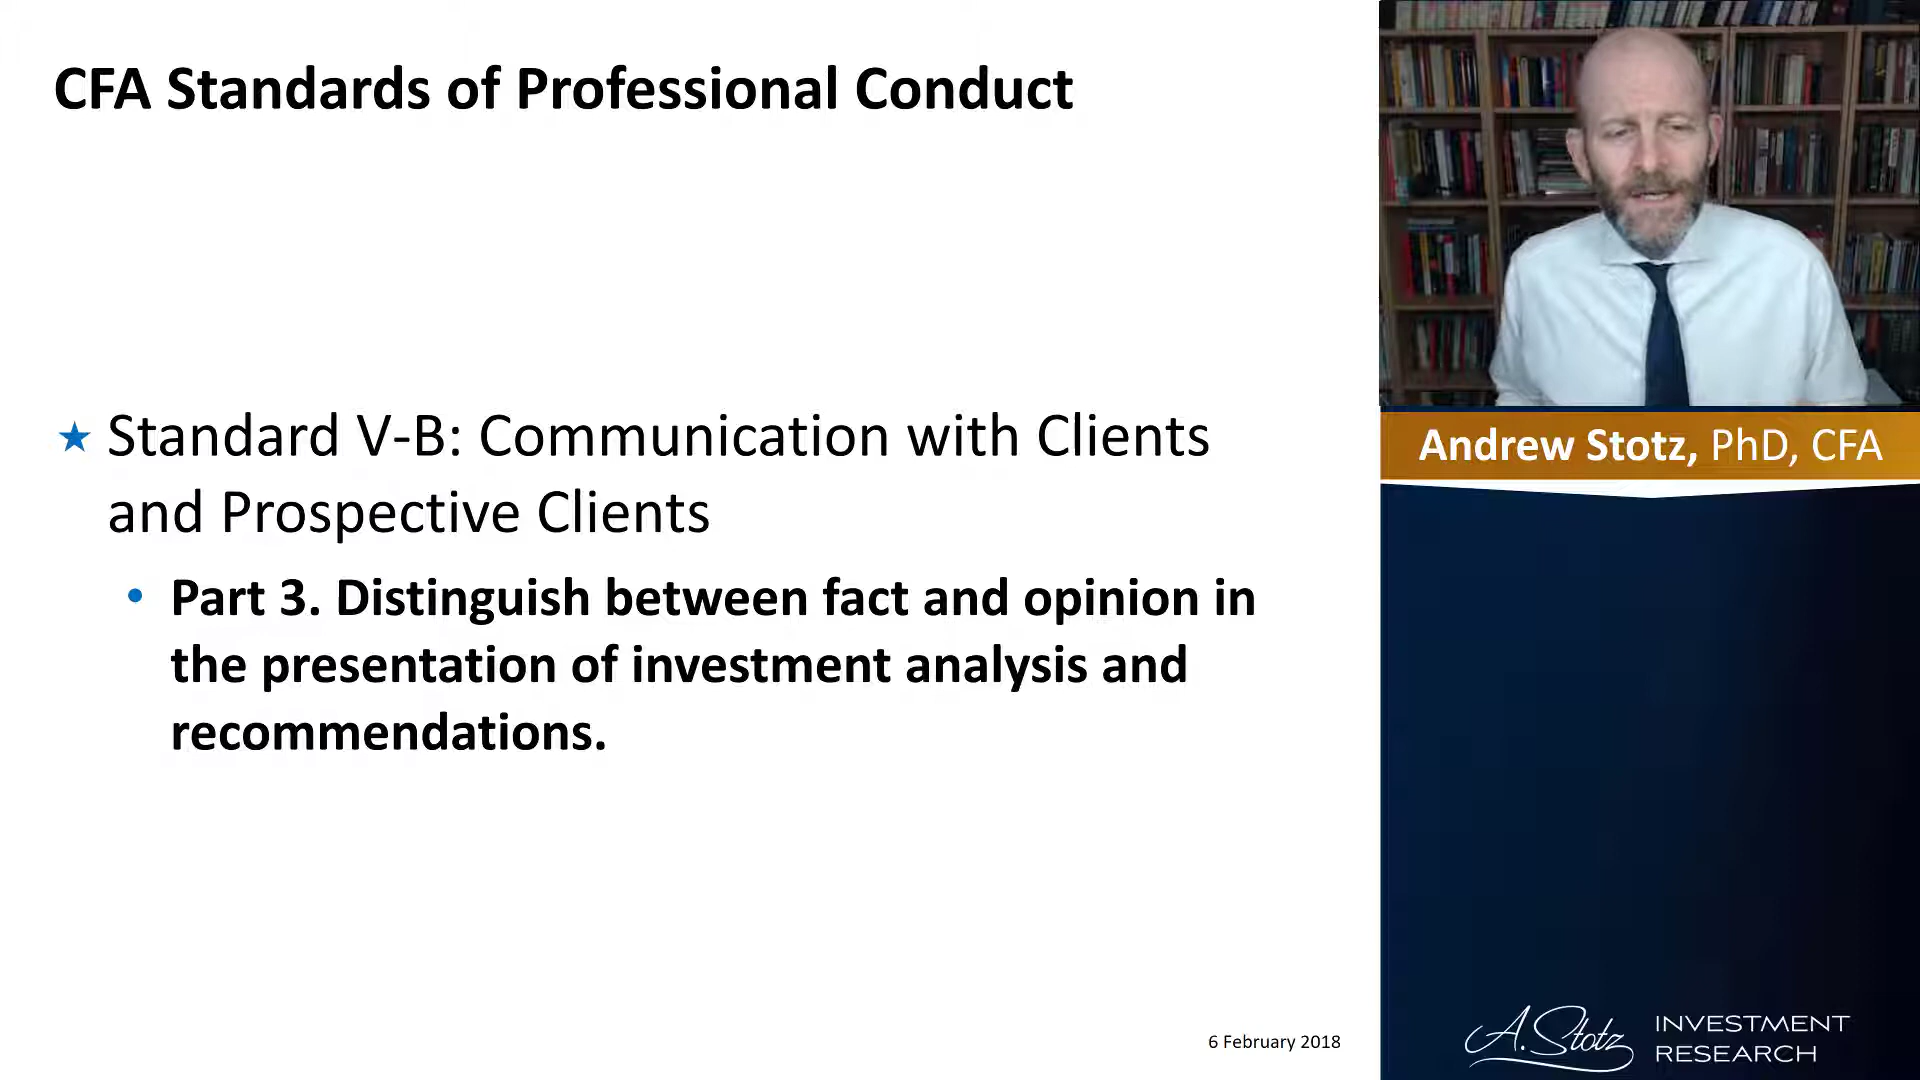 CFA Standards of Professional Conduct
★ Standard V-B: Communication with Clients
and Prospective Clients
• Part 3. Distinguish between fact and opinion in
the presentation of investment analysis and
recommendations.
6 February 2018
Andrew Stotz, PhD, CFA
A. Stotz
INVESTMENT
RESEARCH